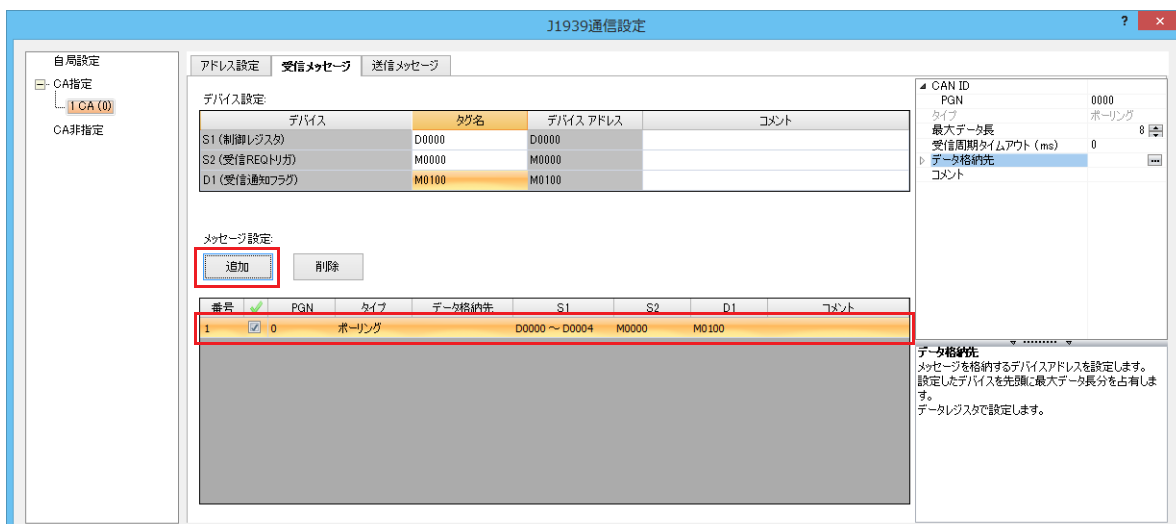 J1939通信設定
?
×
自局設定
CA指定
1 CA (0)
CA非指定
アドレス設定 受信メッセージ 送信メッセージ
デバイス設定:
デバイス タグ名 デバイス アドレス コメント
S1 (制御レジスタ) D0000 D0000
S2 (受信REQトリガ) M0000 M0000
D1 (受信通知フラグ) M0100 M0100
メッセージ設定:
追加 削除
番号 PGN タイプ データ格納先 S1 S2 D1 コメント
1 0 ポーリング D0000 ～ D0004 M0000 M0100
CAN ID
PGN 0000
タイプ ポーリング
最大データ長 8
受信周期タイムアウト (ms) 0
データ格納先 ...
コメント
データ格納先
メッセージを格納するデバイスアドレスを設定します。
設定したデバイスを先頭に最大データ長分を占有しま
す。
データレジスタで設定します。